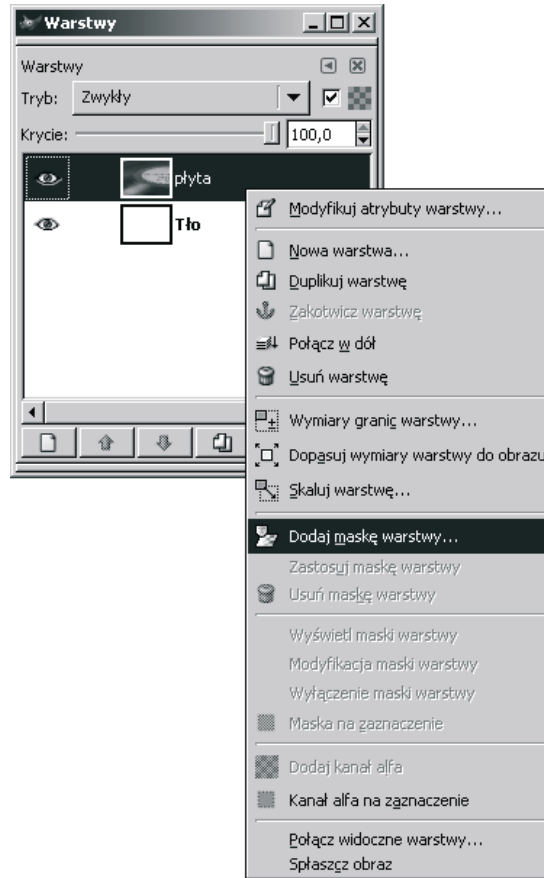 Warstwy
Warstwy
Tryb: Zwykły
Krycie: 100,0
płyta
Tło
Modyfikuj atrybuty warstwy...
Nowa warstwa...
Duplikuj warstwę
Zakotwicz warstwę
Połącz w dół
Usuń warstwę
Wymiary granic warstwy...
Dopasuj wymiary warstwy do obrazu
Skaluj warstwę...
Dodaj maskę warstwy...
Zastosuj maskę warstwy
Usuń maskę warstwy
Wyświetl maski warstwy
Modyfikacja maski warstwy
Wyłączenie maski warstwy
Maska na zaznaczenie
Dodaj kanał alfa
Kanał alfa na zaznaczenie
Połącz widoczne warstwy...
Spłaszcz obraz